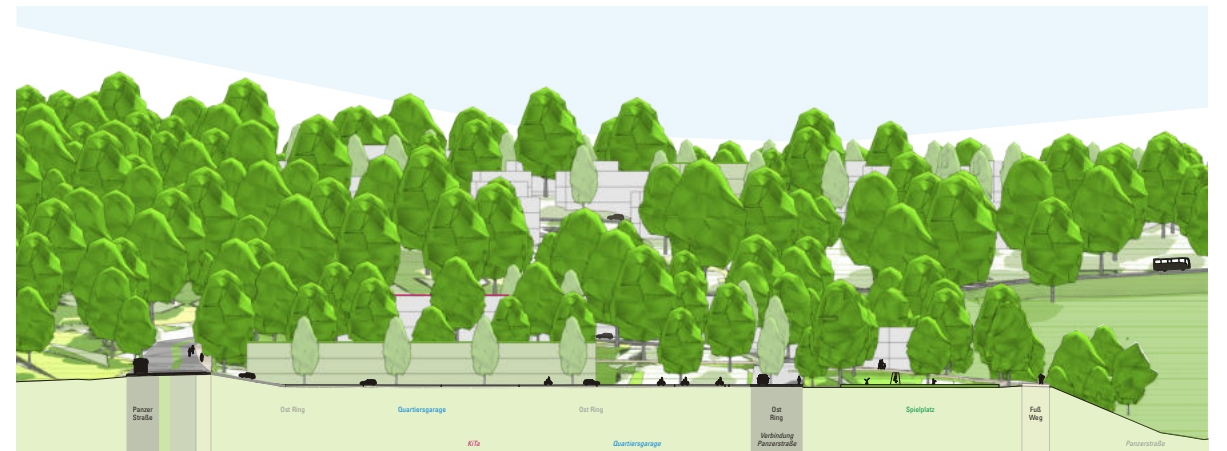 Panzer
Straße
Ost Ring
Quartiersgarage
Ost Ring
Ost
Ring
Spielplatz
Fuß
Weg
KiTa
Quartiersgarage
Verbindung
Panzerstraße
Panzerstraße